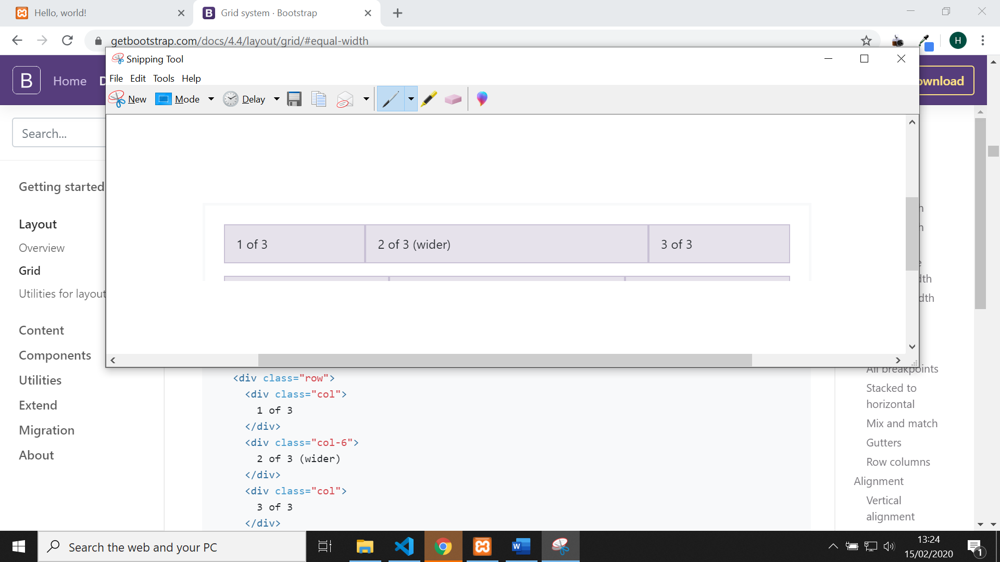 Hello, world!
Grid system · Bootstrap
getbootstrap.com/docs/4.4/layout/grid/#equal-width
H
Snipping Tool
File Edit Tools Help
New Mode Delay
B
Home
Search...
Getting started
Layout
Overview
Grid
Utilities for layout
Content
Components
Utilities
Extend
Migration
About
1 of 3
2 of 3 (wider)
3 of 3
<div class="row">
<div class="col">
1 of 3
</div>
<div class="col-6">
2 of 3 (wider)
</div>
<div class="col">
3 of 3
</div>
All breakpoints
Stacked to
horizontal
Mix and match
Gutters
Row columns
Alignment
Vertical
alignment
Search the web and your PC
13:24
15/02/2020
1